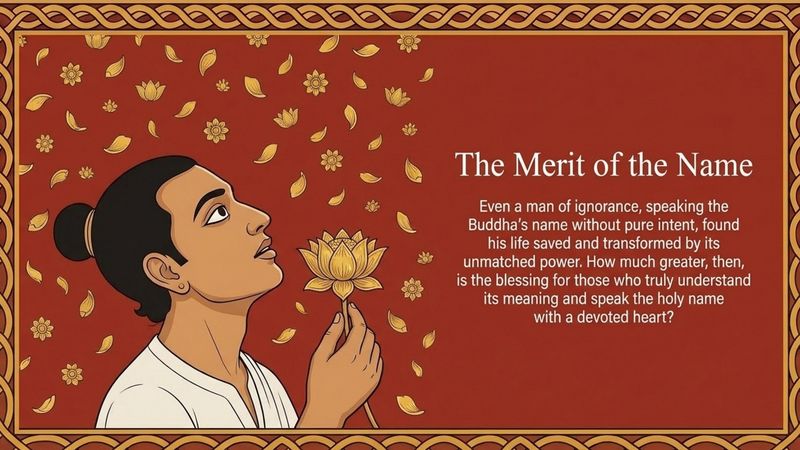 The Merit of the Name
Even a man of ignorance, speaking the
Buddha's name without pure intent, found
his life saved and transformed by its
unmatched power. How much greater, then,
is the blessing for those who truly understand
its meaning and speak the holy name
with a devoted heart?